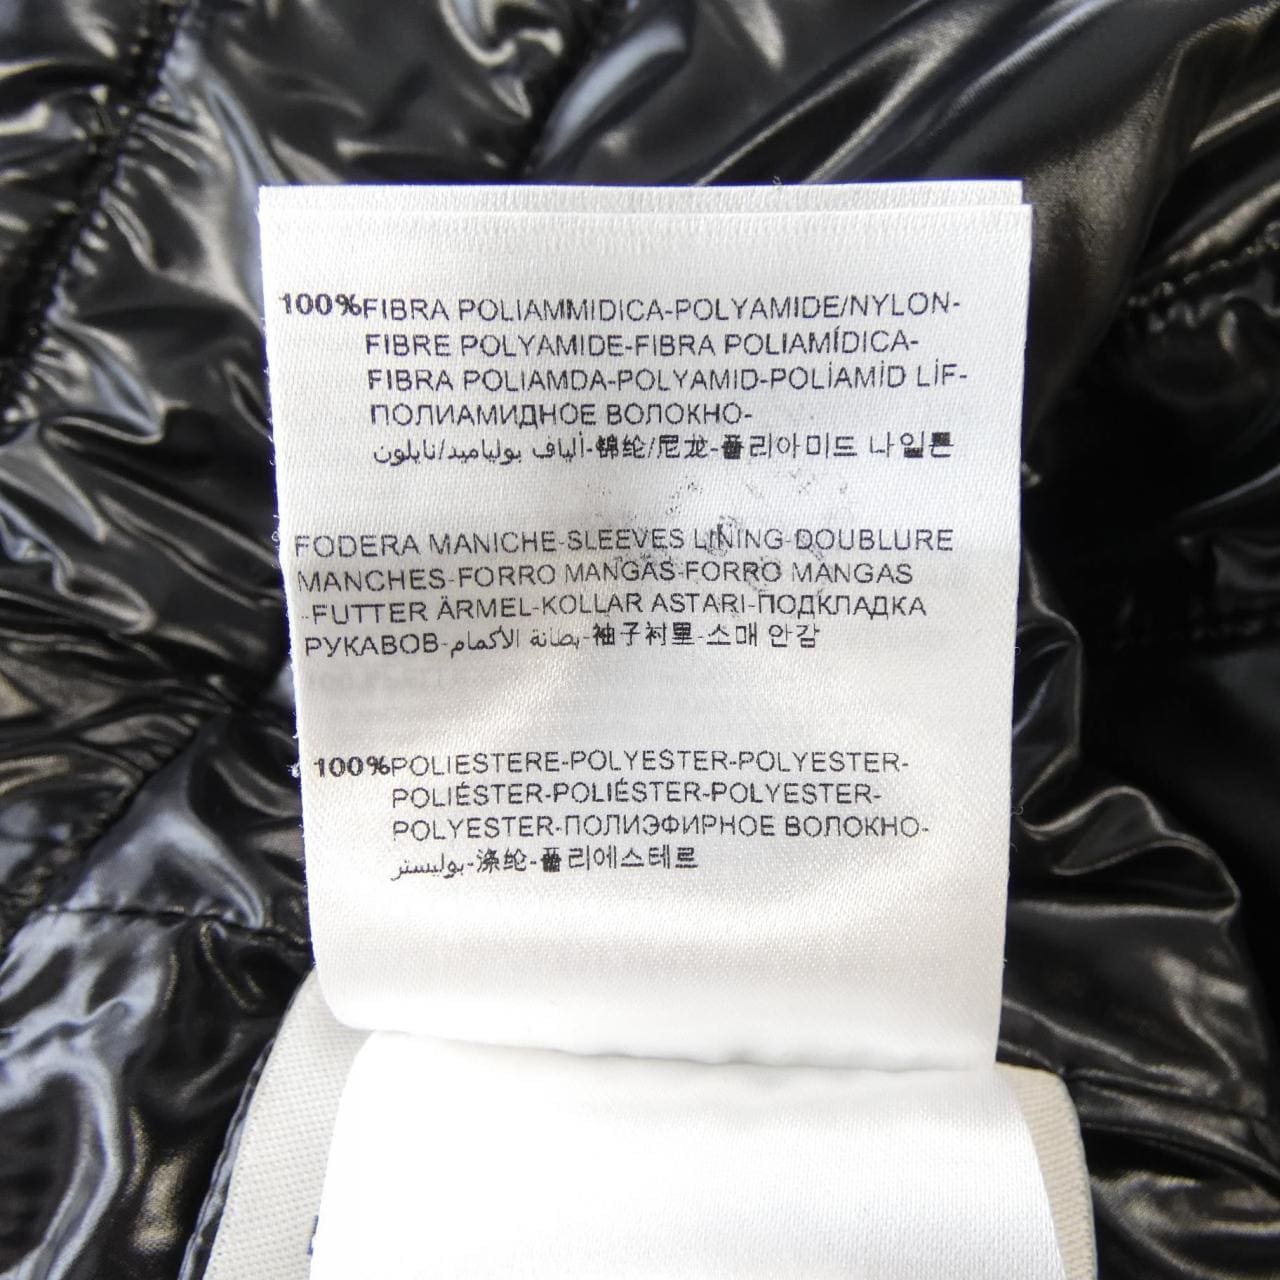 100%FIBRA POLIAMMIDICA-POLYAMIDE/NYLON-
FIBRE POLYAMIDE-FIBRA POLIAMÍDICA-
FIBRA POLIAMDA-POLYAMID-POLİAMİD LİF-
ПОЛИАМИДНОЕ ВОЛОКНО-
ألياف بولياميد/نايلون-锦纶/尼龙-폴리아미드 나일론
FODERA MANICHE-SLEEVES LINING-DOUBLURE
MANCHES-FORRO MANGAS-FORRO MANGAS
-FUTTER ÄRMEL-KOLLAR ASTARI-ПОДКЛАДКА
РУКАВОВ-بطانة الأكمام-袖子衬里-소매 안감
100%POLIESTERE-POLYESTER-POLYESTER-
POLIÉSTER-POLIÉSTER-POLYESTER-
POLYESTER-ПОЛИЭФИРНОЕ ВОЛОКНО-
بوليستر-涤纶-폴리에스테르